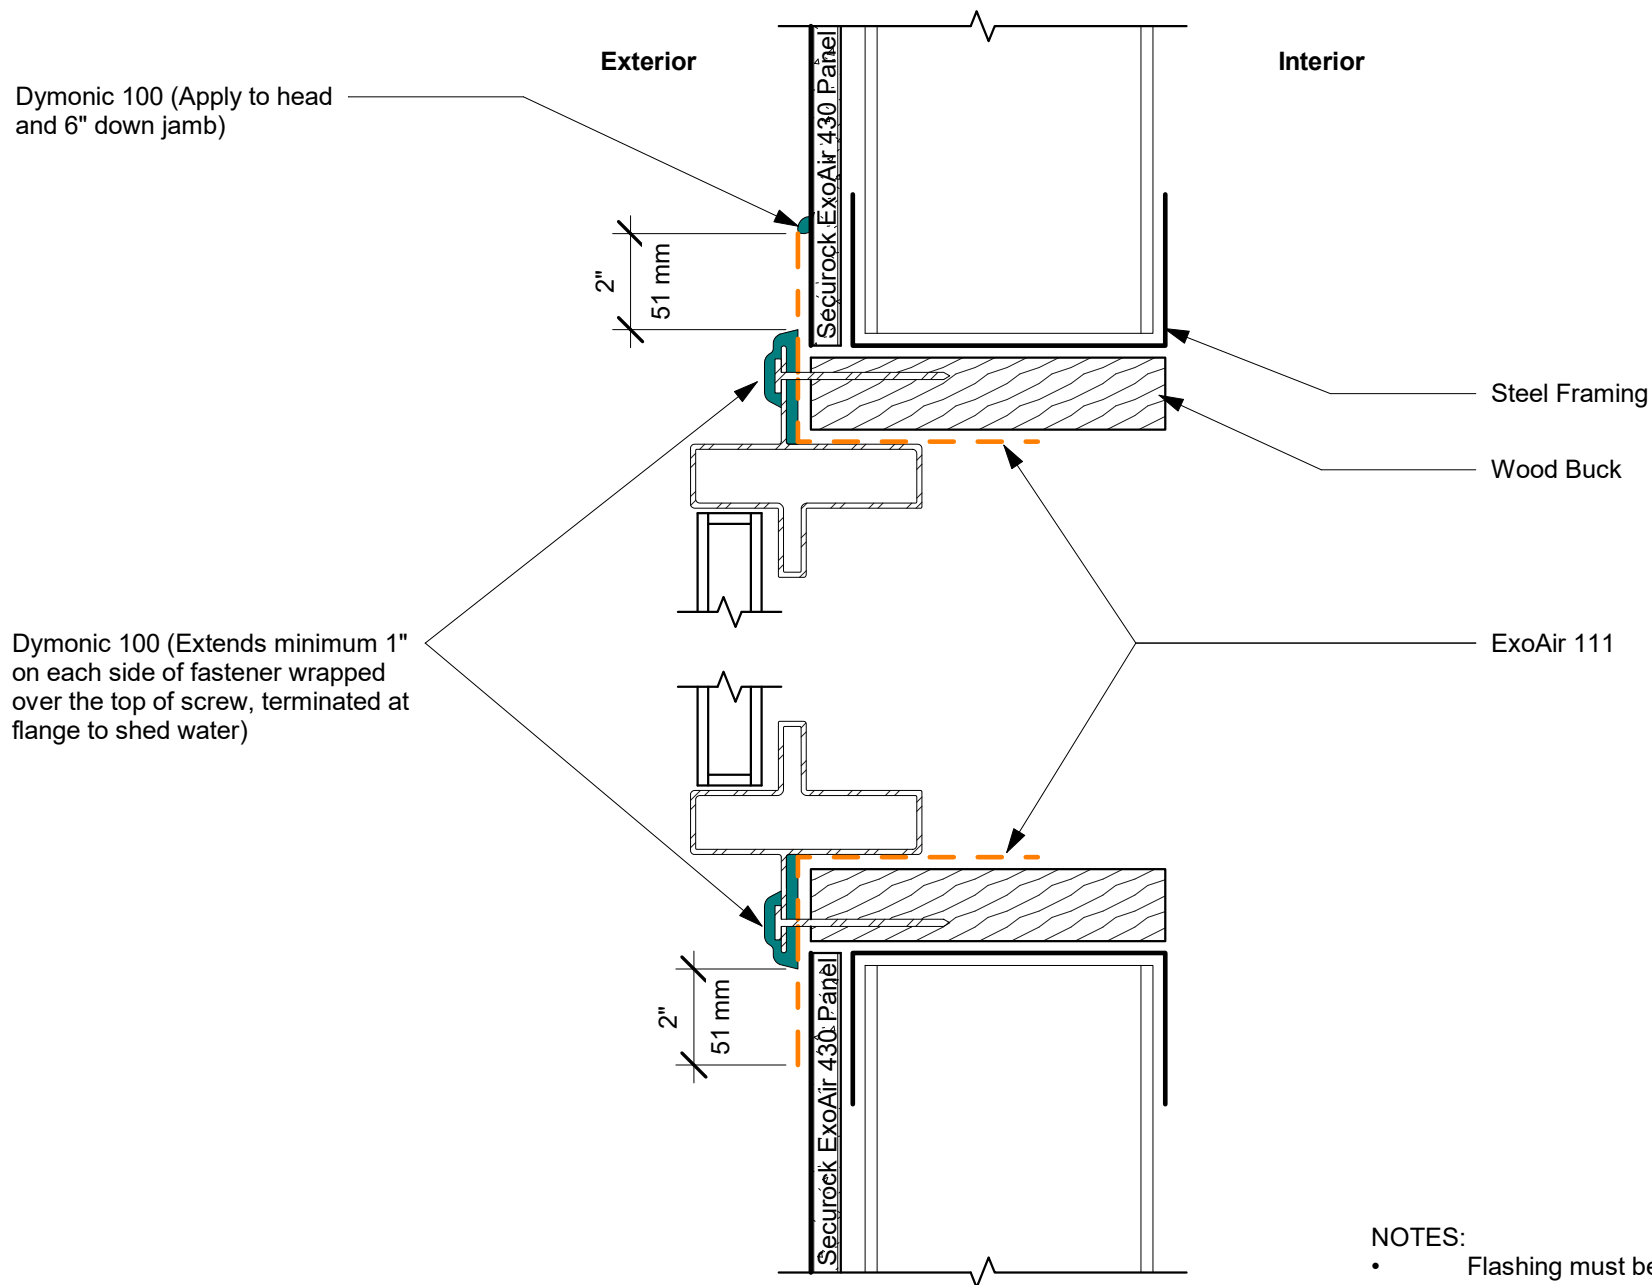 Exterior
Interior
Dymonic 100 (Apply to head
and 6" down jamb)
Securock ExoAir 430 Panel
2"
51 mm
Steel Framing
Wood Buck
ExoAir 111
Dymonic 100 (Extends minimum 1"
on each side of fastener wrapped
over the top of screw, terminated at
flange to shed water)
2"
51 mm
Securock ExoAir 430 Panel
NOTES:
• Flashing must be